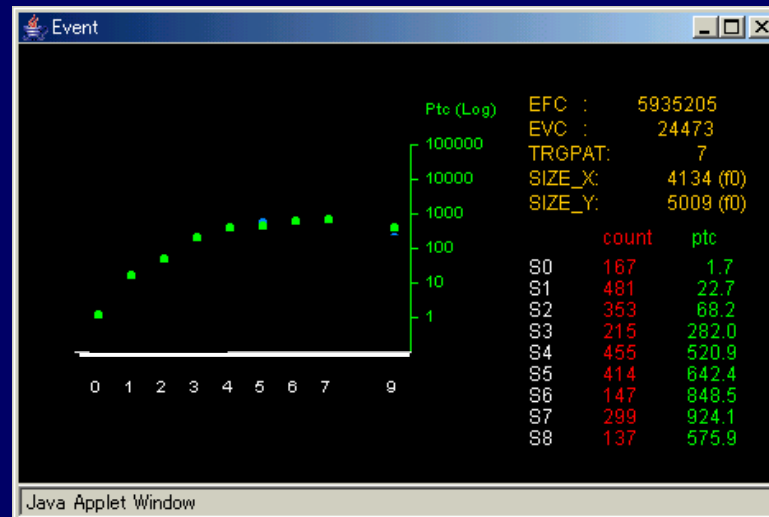 Event
Ptc (Log)
100000
10000
1000
100
10
1
0 1 2 3 4 5 6 7 9
EFC : 5935205
EVC : 24473
TRGPAT: 7
SIZE_X: 4134 (f0)
SIZE_Y: 5009 (f0)
count ptc
S0 167 1.7
S1 481 22.7
S2 353 68.2
S3 215 282.0
S4 455 520.9
S5 414 642.4
S6 147 848.5
S7 299 924.1
S8 137 575.9
Java Applet Window